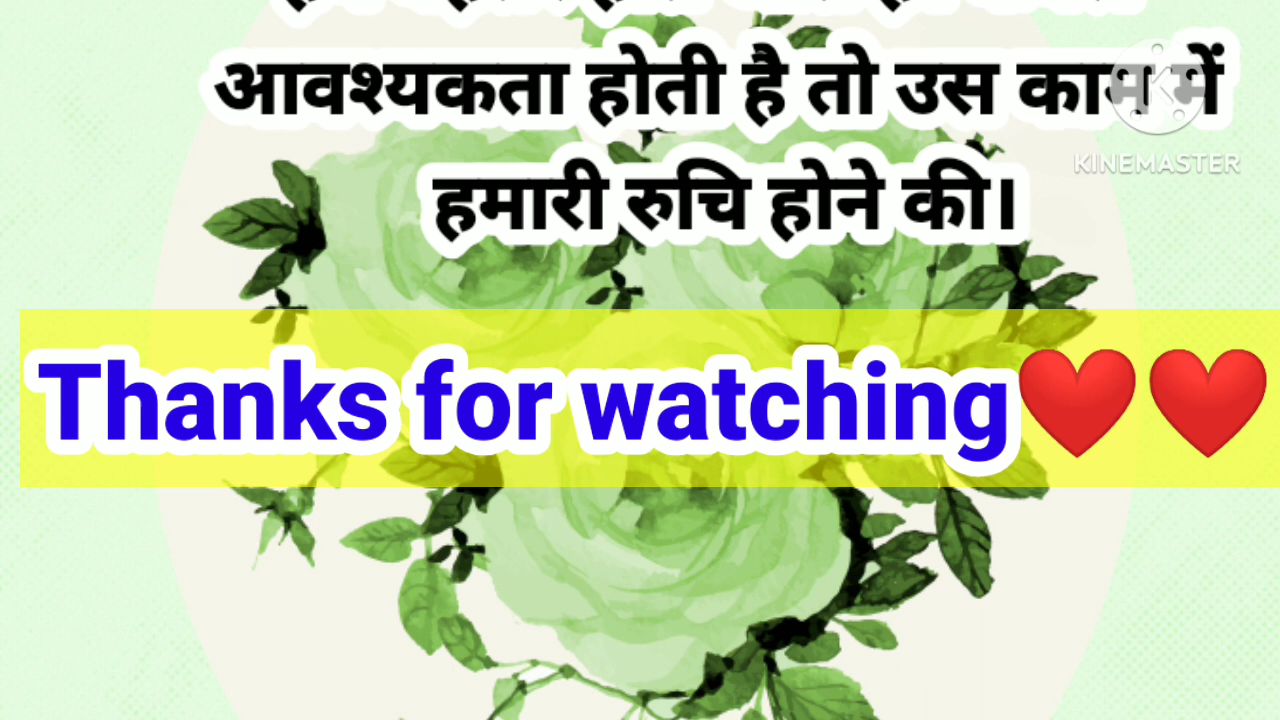 आवश्यकता होती है तो उस काम में
KINEMASTER
हमारी रुचि होने की।
Thanks for watching❤️❤️